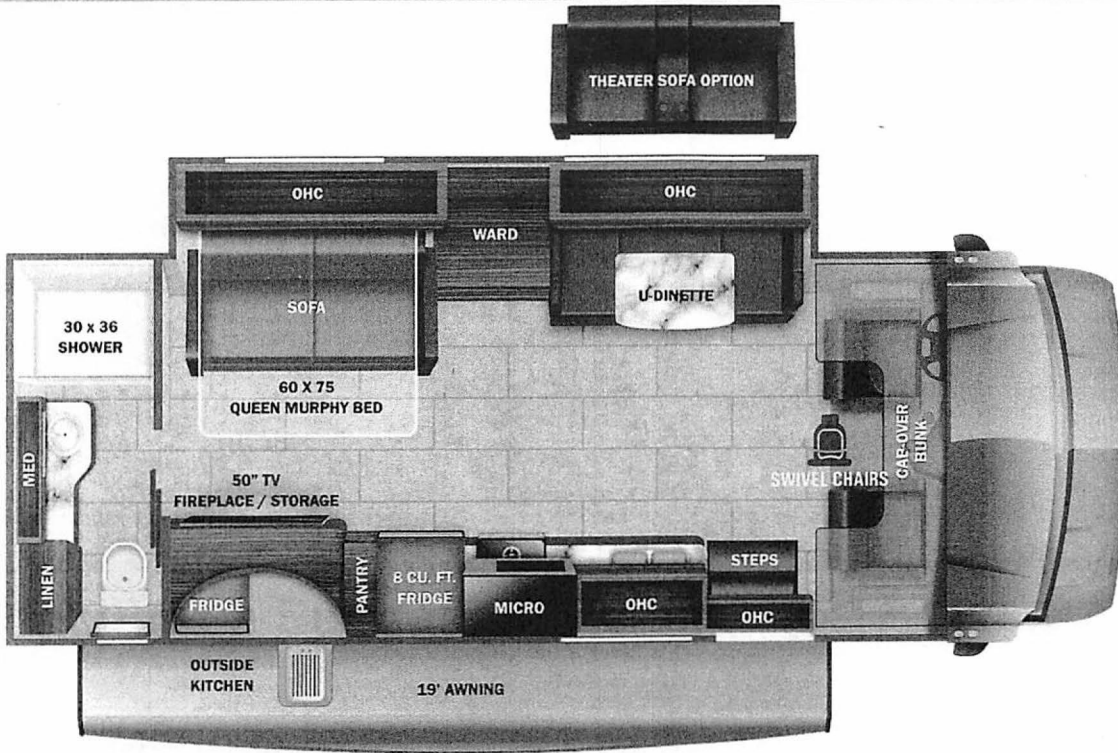 THEATER SOFA OPTION
OHC
OHC
WARD
SOFA
U-DINETTE
30 x 36
SHOWER
60 X 75
QUEEN MURPHY BED
CAB-OVER
BUNK
SWIVEL CHAIRS
MED
50" TV
FIREPLACE / STORAGE
LINEN
FRIDGE
PANTRY
8 CU. FT.
FRIDGE
MICRO
OHC
STEPS
OHC
OUTSIDE
KITCHEN
19' AWNING